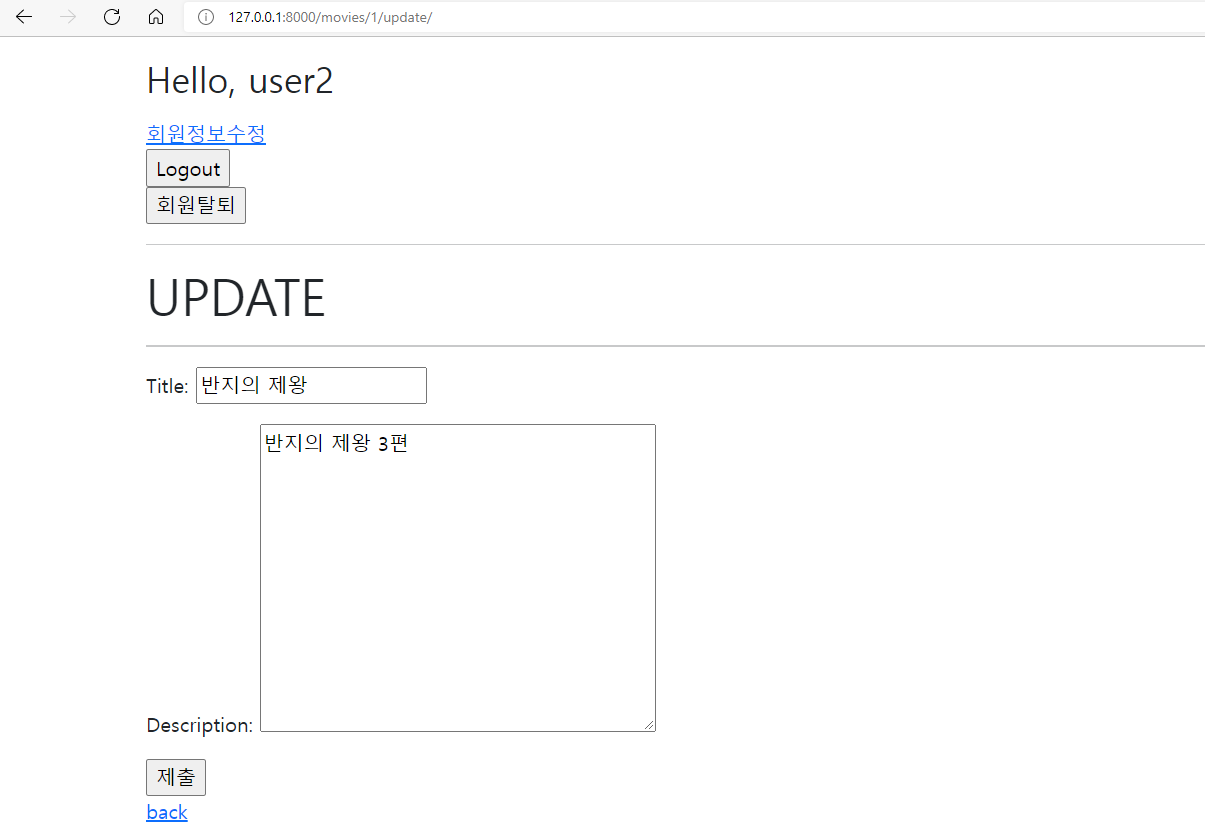 127.0.0.1:8000/movies/1/update/
Hello, user2
회원정보수정
Logout
회원탈퇴
UPDATE
Title: 반지의 제왕
반지의 제왕 3편
Description:
제출
back